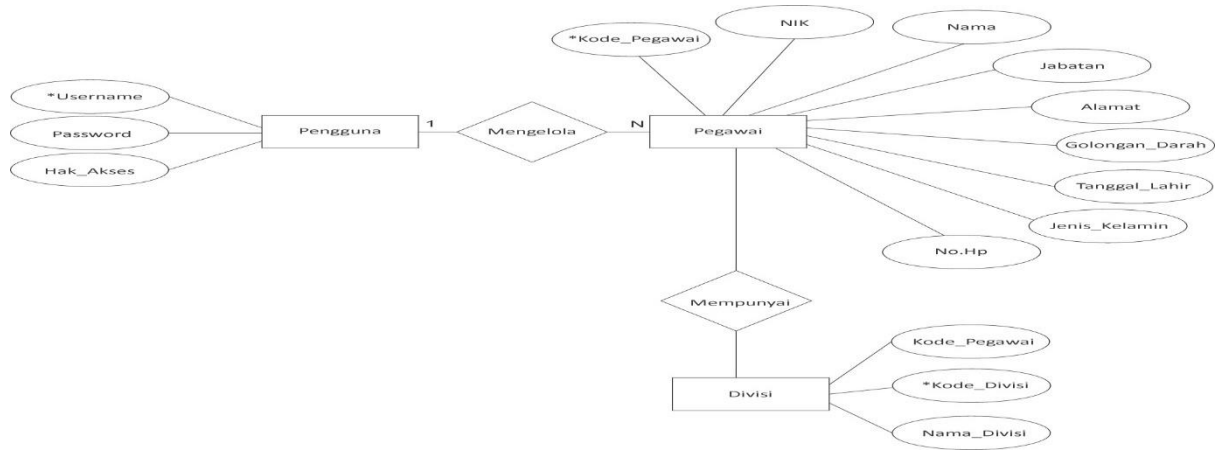 NIK
Nama
*Kode_Pegawai
Jabatan
*Username
Alamat
Password
Pengguna
1
Mengelola
N
Pegawai
Golongan_Darah
Hak_Akses
Tanggal_Lahir
Jenis_Kelamin
No.Hp
Mempunyai
Kode_Pegawai
*Kode_Divisi
Divisi
Nama_Divisi